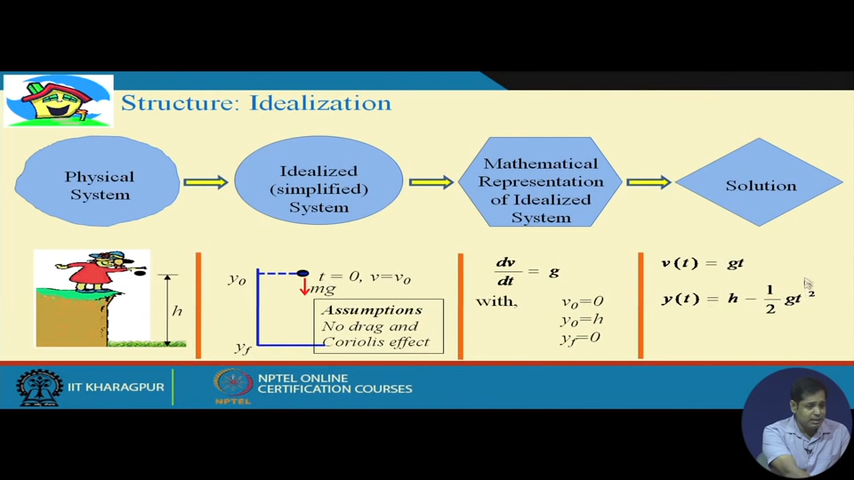 Structure: Idealization
Physical
System
Idealized
(simplified)
System
Mathematical
Representation
of Idealized
System
Solution
h
y₀
t = 0, v=v₀
mg
Assumptions
No drag and
Coriolis effect
y_f
dv/dt = g
with,
v₀=0
y₀=h
y_f=0
v(t) = gt
y(t) = h − 1/2 gt²
IIT KHARAGPUR
NPTEL
NPTEL ONLINE
CERTIFICATION COURSES